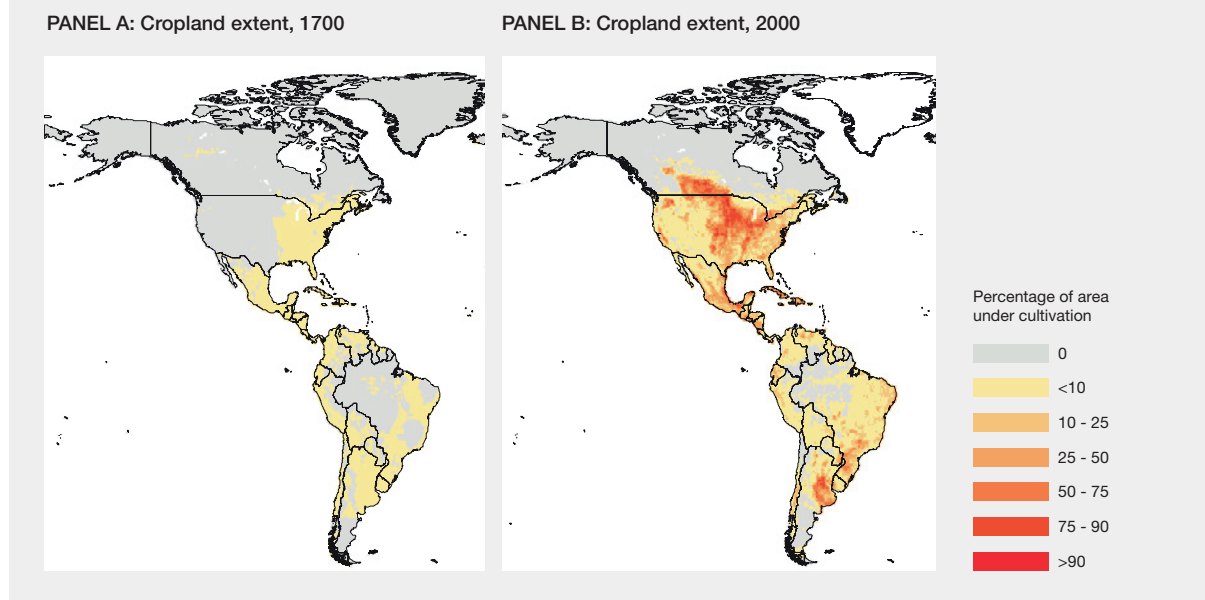 PANEL A: Cropland extent, 1700
PANEL B: Cropland extent, 2000
Percentage of area
under cultivation
0
<10
10 - 25
25 - 50
50 - 75
75 - 90
>90